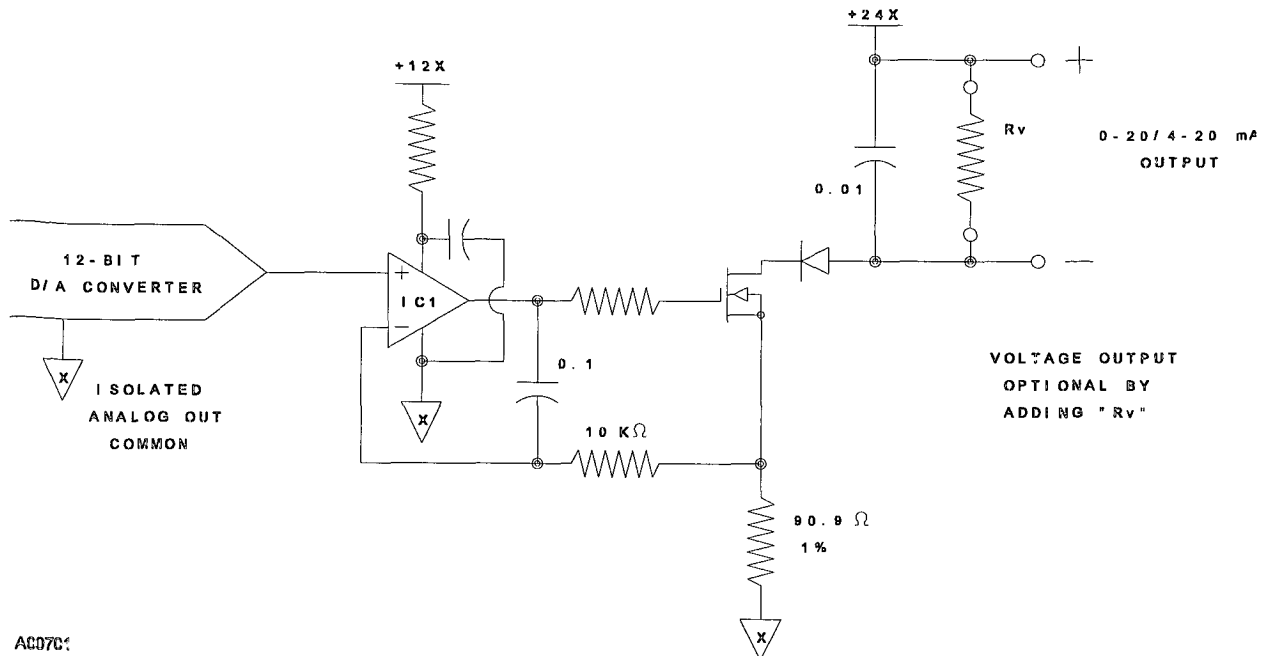 +24X
+12X
+
Rv
0-20/4-20 mA
OUTPUT
0.01
12-BIT
D/A CONVERTER
+
IC1
−
−
X
ISOLATED
ANALOG OUT
COMMON
0.1
X
VOLTAGE OUTPUT
OPTIONAL BY
ADDING "Rv"
10 KΩ
90.9 Ω
1%
X
A00701